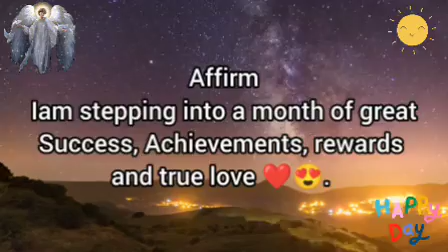 Affirm
Iam stepping into a month of great
Success, Achievements, rewards
and true love ❤️😍.
HAPPY
DAY